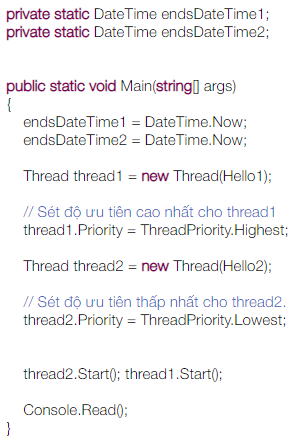 private static DateTime endsDateTime1;
private static DateTime endsDateTime2;
public static void Main(string[] args)
{
endsDateTime1 = DateTime.Now;
endsDateTime2 = DateTime.Now;
Thread thread1 = new Thread(Hello1);
// Sét độ ưu tiên cao nhất cho thread1
thread1.Priority = ThreadPriority.Highest;
Thread thread2 = new Thread(Hello2);
// Sét độ ưu tiên thấp nhất cho thread2.
thread2.Priority = ThreadPriority.Lowest;
thread2.Start(); thread1.Start();
Console.Read();
}